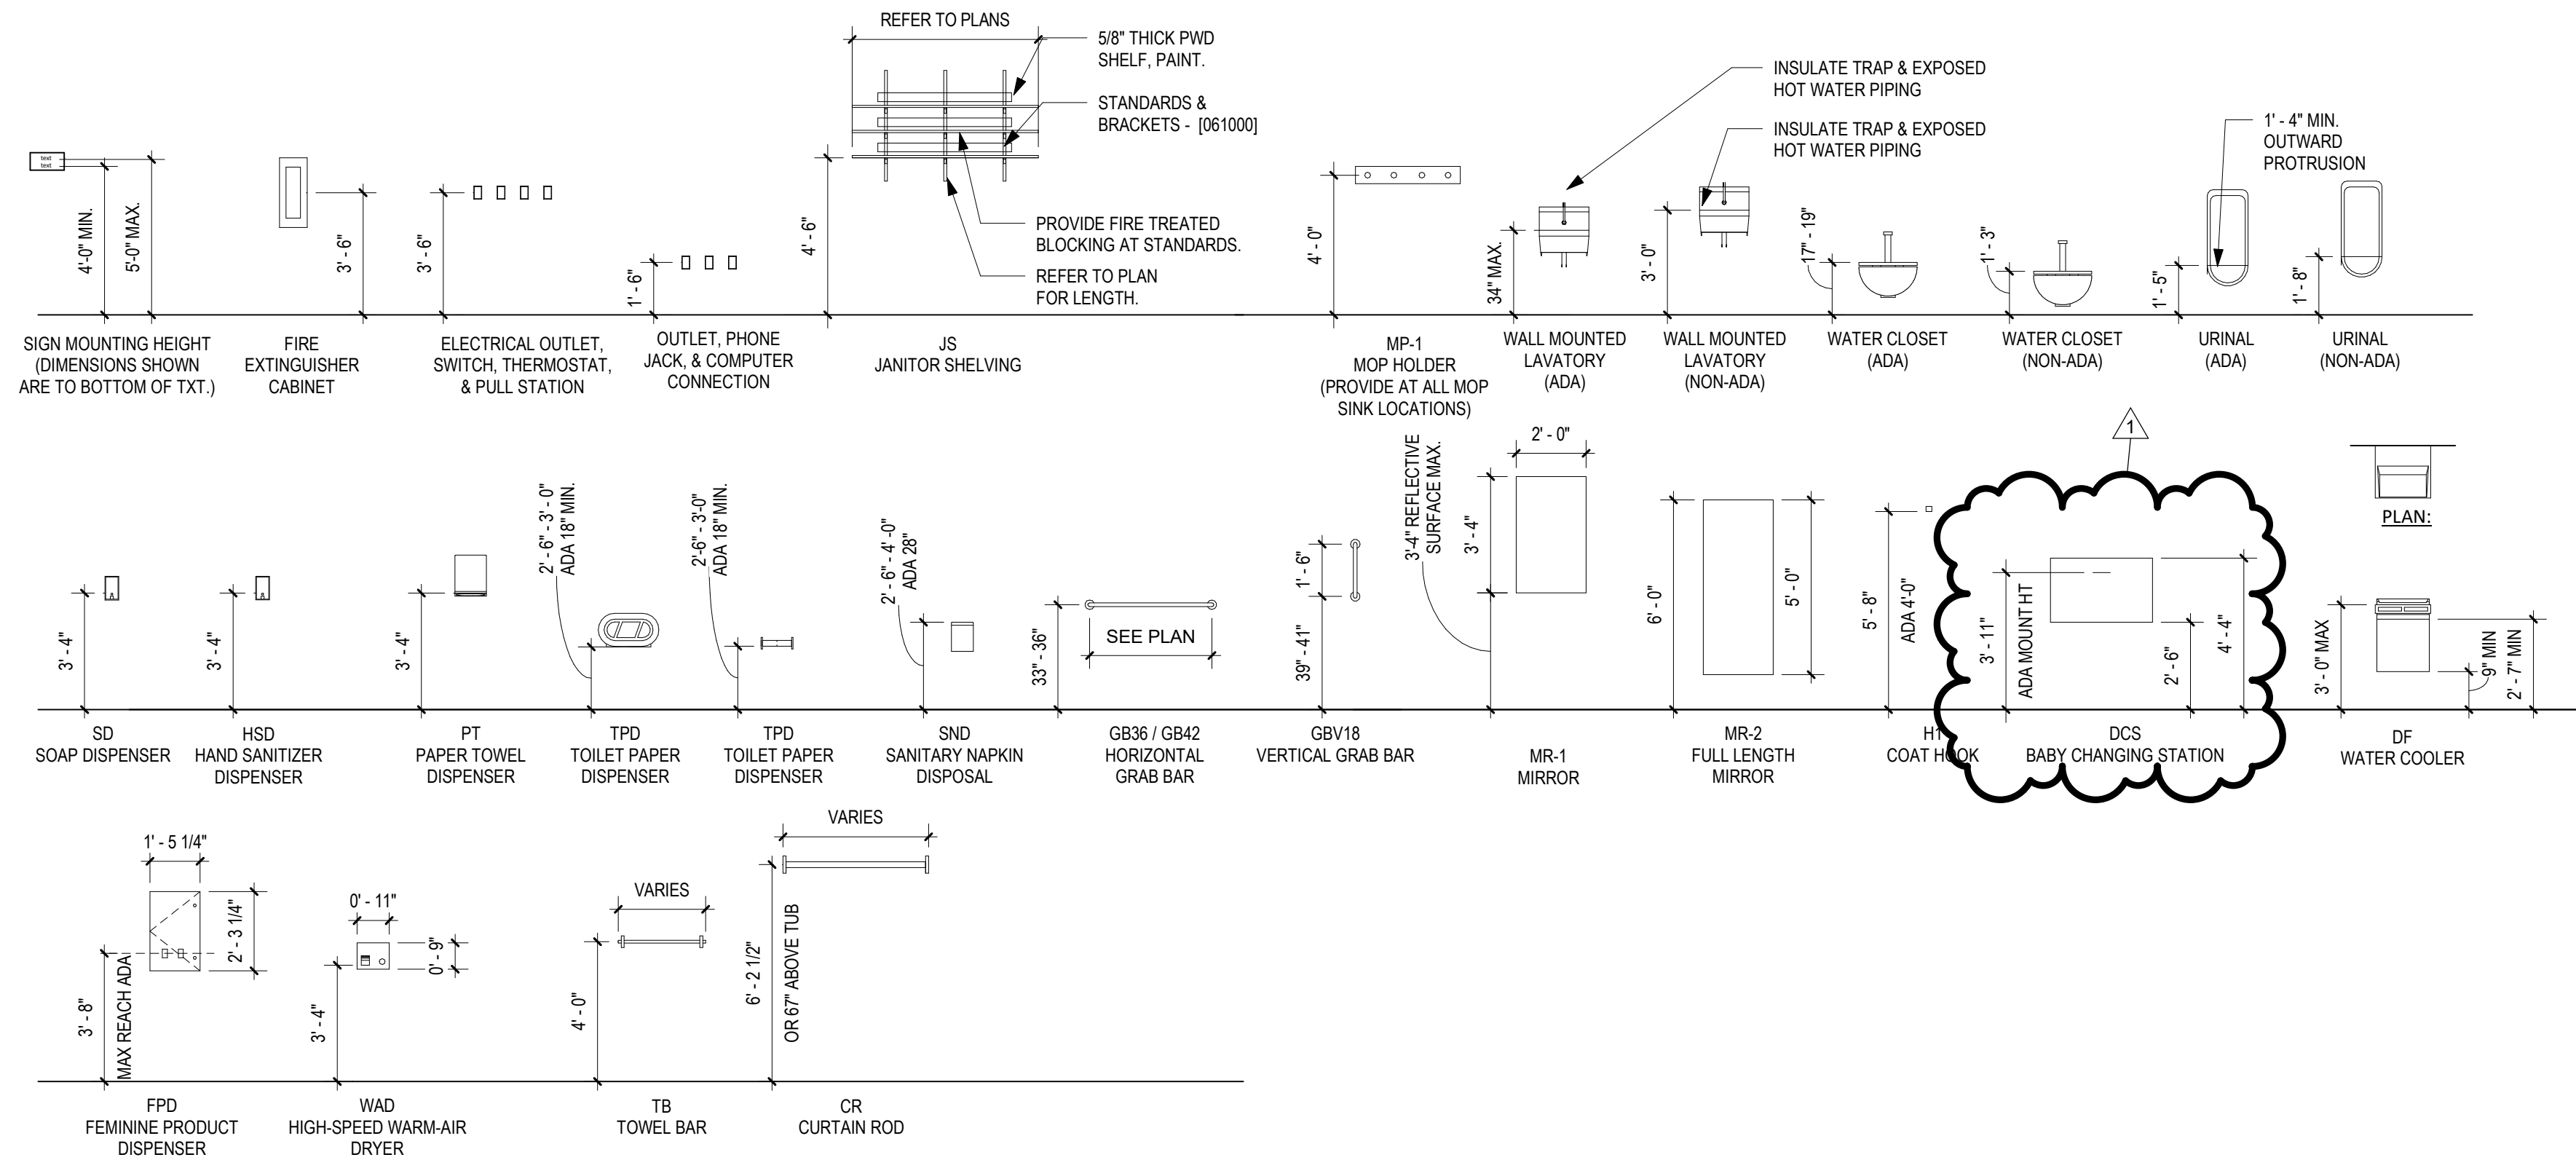 REFER TO PLANS
5/8" THICK PWD
SHELF, PAINT.
STANDARDS &
BRACKETS - [061000]
PROVIDE FIRE TREATED
BLOCKING AT STANDARDS.
REFER TO PLAN
FOR LENGTH.
INSULATE TRAP & EXPOSED
HOT WATER PIPING
INSULATE TRAP & EXPOSED
HOT WATER PIPING
1' - 4" MIN.
OUTWARD
PROTRUSION
text
text
4'-0" MIN.
5'-0" MAX.
3' - 6"
3' - 6"
1' - 6"
4' - 6"
4' - 0"
34" MAX.
3' - 0"
17" - 19"
1' - 3"
1' - 5"
1' - 8"
SIGN MOUNTING HEIGHT
(DIMENSIONS SHOWN
ARE TO BOTTOM OF TXT.)
FIRE
EXTINGUISHER
CABINET
ELECTRICAL OUTLET,
SWITCH, THERMOSTAT,
& PULL STATION
OUTLET, PHONE
JACK, & COMPUTER
CONNECTION
JS
JANITOR SHELVING
MP-1
MOP HOLDER
(PROVIDE AT ALL MOP
SINK LOCATIONS)
WALL MOUNTED
LAVATORY
(ADA)
WALL MOUNTED
LAVATORY
(NON-ADA)
WATER CLOSET
(ADA)
WATER CLOSET
(NON-ADA)
URINAL
(ADA)
URINAL
(NON-ADA)
3' - 4"
3' - 4"
3' - 4"
2' - 6" - 3' - 0"
ADA 18" MIN.
2'-6" - 3'-0"
ADA 18" MIN.
2' - 6" - 4' -0"
ADA 28"
33" - 36"
SEE PLAN
1' - 6"
39" - 41"
3'-4" REFLECTIVE
SURFACE MAX.
3' - 4"
2' - 0"
6' - 0"
5' - 0"
5' - 8"
ADA 4'-0"
1
3' - 11"
ADA MOUNT HT
2' - 6"
4' - 4"
PLAN:
3' - 0" MAX
9" MIN
2' - 7" MIN
SD
SOAP DISPENSER
HSD
HAND SANITIZER
DISPENSER
PT
PAPER TOWEL
DISPENSER
TPD
TOILET PAPER
DISPENSER
TPD
TOILET PAPER
DISPENSER
SND
SANITARY NAPKIN
DISPOSAL
GB36 / GB42
HORIZONTAL
GRAB BAR
GBV18
VERTICAL GRAB BAR
MR-1
MIRROR
MR-2
FULL LENGTH
MIRROR
H1
COAT HOOK
DCS
BABY CHANGING STATION
DF
WATER COOLER
1' - 5 1/4"
2' - 3 1/4"
3' - 8"
MAX REACH ADA
0' - 11"
0' - 9"
3' - 4"
VARIES
4' - 0"
VARIES
6' - 2 1/2"
OR 67" ABOVE TUB
FPD
FEMININE PRODUCT
DISPENSER
WAD
HIGH-SPEED WARM-AIR
DRYER
TB
TOWEL BAR
CR
CURTAIN ROD